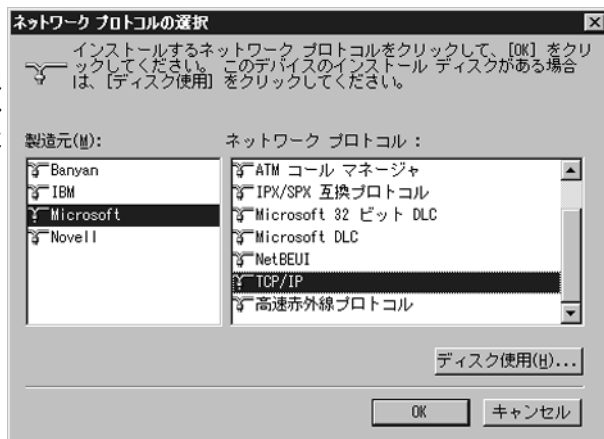 ネットワーク プロトコルの選択
インストールするネットワーク プロトコルをクリックして、[OK] をクリ
ックしてください。 このデバイスのインストール ディスクがある場合
は、[ディスク使用] をクリックしてください。
製造元(M):
Banyan
IBM
Microsoft
Novell
ネットワーク プロトコル :
ATM コール マネージャ
IPX/SPX 互換プロトコル
Microsoft 32 ビット DLC
Microsoft DLC
NetBEUI
TCP/IP
高速赤外線プロトコル
ディスク使用(H)...
OK
キャンセル